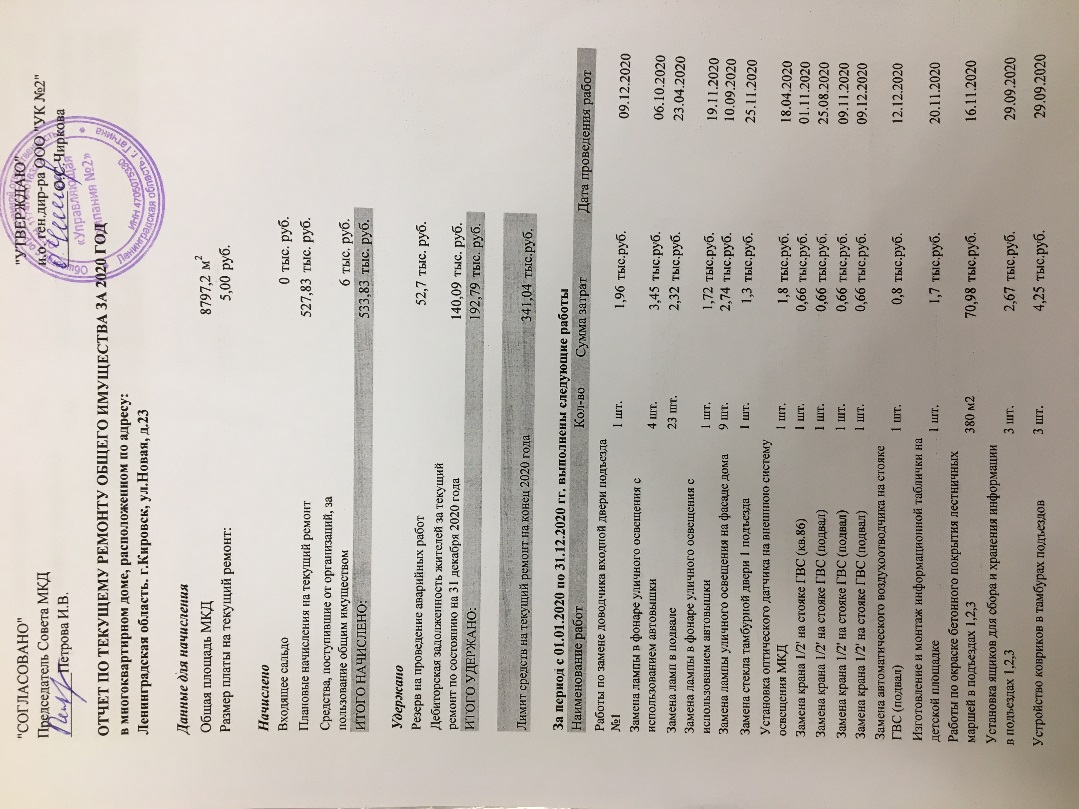 "СОГЛАСОВАНО"
Председатель Совета МКД
Петрова И.В.
"УТВЕРЖДАЮ"
и.о.ген.дир-ра ООО "УК №2"
О.С.Чиркова
«Управляющая
компания №2»
ИНН 4705075580
Ленинградская область, г. Гатчина
ОТЧЕТ ПО ТЕКУЩЕМУ РЕМОНТУ ОБЩЕГО ИМУЩЕСТВА ЗА 2020 ГОД
в многоквартирном доме, расположенном по адресу:
Ленинградская область. г.Кировск, ул.Новая, д.23
Данные для начисления
Общая площадь МКД 8797,2 м2
Размер платы на текущий ремонт: 5,00 руб.
Начислено
Входящее сальдо 0 тыс. руб.
Плановые начисления на текущий ремонт 527,83 тыс. руб.
Средства, поступившие от организаций, за
пользование общим имуществом 6 тыс. руб.
ИТОГО НАЧИСЛЕНО: 533,83 тыс. руб.
Удержано
Резерв на проведение аварийных работ 52,7 тыс. руб.
Дебиторская задолженность жителей за текущий
ремонт по состоянию на 31 декабря 2020 года 140,09 тыс. руб.
ИТОГО УДЕРЖАНО: 192,79 тыс. руб.
Лимит средств на текущий ремонт на конец 2020 года 341,04 тыс.руб.
За период с 01.01.2020 по 31.12.2020 гг. выполнены следующие работы
Наименование работ Кол-во Сумма затрат Дата проведения работ
Работы по замене доводчика входной двери подъезда
№1 1 шт. 1,96 тыс.руб. 09.12.2020
Замена лампы в фонаре уличного освещения с
использованием автовышки 4 шт. 3,45 тыс.руб. 06.10.2020
Замена ламп в подвале 23 шт. 2,32 тыс.руб. 23.04.2020
Замена лампы в фонаре уличного освещения с
использованием автовышки 1 шт. 1,72 тыс.руб. 19.11.2020
Замена лампы уличного освещения на фасаде дома 9 шт. 2,74 тыс.руб. 10.09.2020
Замена стекла тамбурной двери 1 подъезда 1 шт. 1,3 тыс.руб. 25.11.2020
Установка оптического датчика на внешнюю систему
освещения МКД 1 шт. 1,8 тыс.руб. 18.04.2020
Замена крана 1/2' на стояке ГВС (кв.86) 1 шт. 0,66 тыс.руб. 01.11.2020
Замена крана 1/2' на стояке ГВС (подвал) 1 шт. 0,66 тыс.руб. 25.08.2020
Замена крана 1/2' на стояке ГВС (подвал) 1 шт. 0,66 тыс.руб. 09.11.2020
Замена крана 1/2' на стояке ГВС (подвал) 1 шт. 0,66 тыс.руб. 09.12.2020
Замена автоматического воздухоотводчика на стояке
ГВС (подвал) 1 шт. 0,8 тыс.руб. 12.12.2020
Изготовление и монтаж информационной таблички на
детской площадке 1 шт. 1,7 тыс.руб. 20.11.2020
Работы по окраске бетонного покрытия лестничных
маршей в подъездах 1,2,3 380 м2 70,98 тыс.руб. 16.11.2020
Установка ящиков для сбора и хранения информации
в подъездах 1,2,3 3 шт. 2,67 тыс.руб. 29.09.2020
Устройство ковриков в тамбурах подъездов 3 шт. 4,25 тыс.руб. 29.09.2020